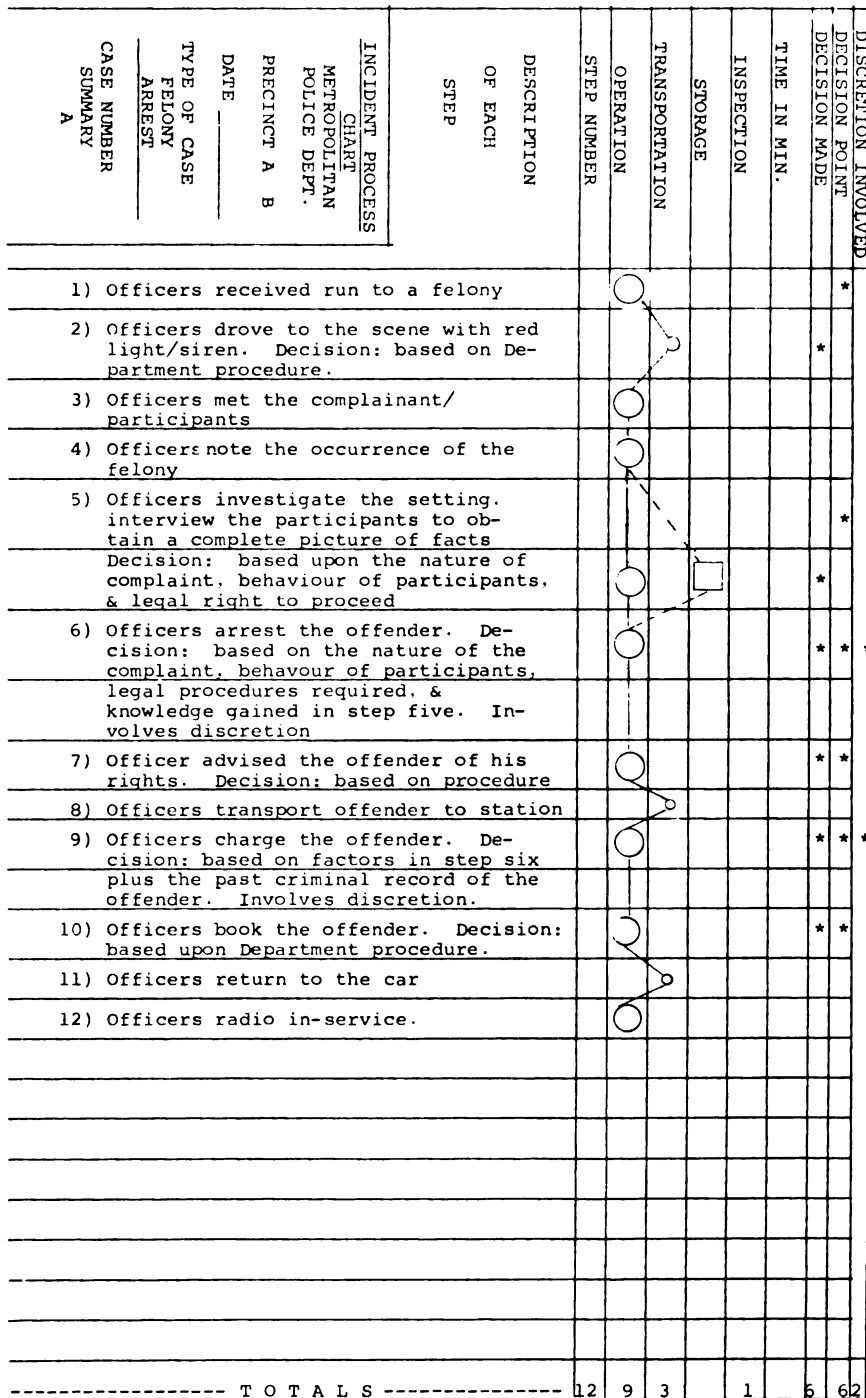 INCIDENT PROCESS
CHART
METROPOLITAN
POLICE DEPT.
PRECINCT A B
DATE
TYPE OF CASE
FELONY
ARREST
CASE NUMBER
SUMMARY
A
DESCRIPTION
OF EACH
STEP
STEP NUMBER
OPERATION
TRANSPORTATION
STORAGE
INSPECTION
TIME IN MIN.
DECISION MADE
DECISION POINT
DISCRETION INVOLVED
1) Officers received run to a felony *
2) Officers drove to the scene with red
light/siren. Decision: based on De- *
partment procedure.
3) Officers met the complainant/
participants
4) Officers note the occurrence of the
felony
5) Officers investigate the setting.
interview the participants to ob- *
tain a complete picture of facts
Decision: based upon the nature of
complaint, behaviour of participants, *
& legal right to proceed
6) Officers arrest the offender. De-
cision: based on the nature of the * * *
complaint, behavour of participants,
legal procedures required, &
knowledge gained in step five. In-
volves discretion
7) Officer advised the offender of his * *
rights. Decision: based on procedure
8) Officers transport offender to station
9) Officers charge the offender. De- * * *
cision: based on factors in step six
plus the past criminal record of the
offender. Involves discretion.
10) Officers book the offender. Decision: * *
based upon Department procedure.
11) Officers return to the car
12) Officers radio in-service.
------------------ T O T A L S -------------- 12 9 3 1 6 6 2